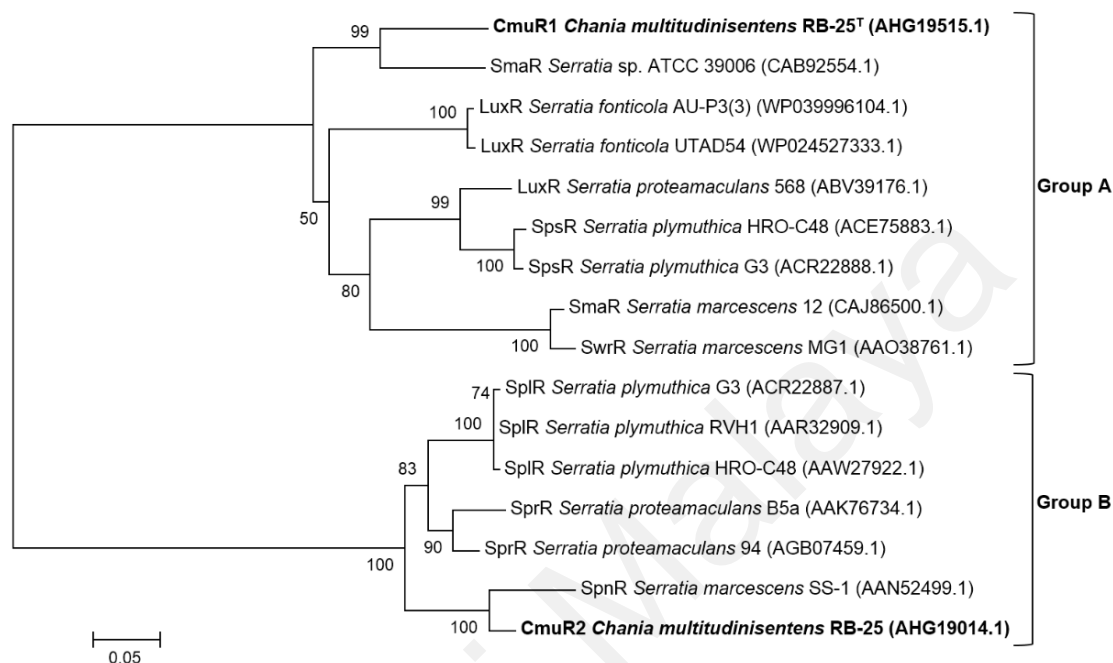 CmuR1 Chania multitudinisentens RB-25ᵀ (AHG19515.1)
99
SmaR Serratia sp. ATCC 39006 (CAB92554.1)
LuxR Serratia fonticola AU-P3(3) (WP039996104.1)
100
LuxR Serratia fonticola UTAD54 (WP024527333.1)
LuxR Serratia proteamaculans 568 (ABV39176.1)
Group A
99
50
SpsR Serratia plymuthica HRO-C48 (ACE75883.1)
100
SpsR Serratia plymuthica G3 (ACR22888.1)
80
SmaR Serratia marcescens 12 (CAJ86500.1)
100
SwrR Serratia marcescens MG1 (AAO38761.1)
74
SplR Serratia plymuthica G3 (ACR22887.1)
100
SplR Serratia plymuthica RVH1 (AAR32909.1)
83
SplR Serratia plymuthica HRO-C48 (AAW27922.1)
Group B
SprR Serratia proteamaculans B5a (AAK76734.1)
90
SprR Serratia proteamaculans 94 (AGB07459.1)
100
SpnR Serratia marcescens SS-1 (AAN52499.1)
100
CmuR2 Chania multitudinisentens RB-25 (AHG19014.1)
0.05
Malaya